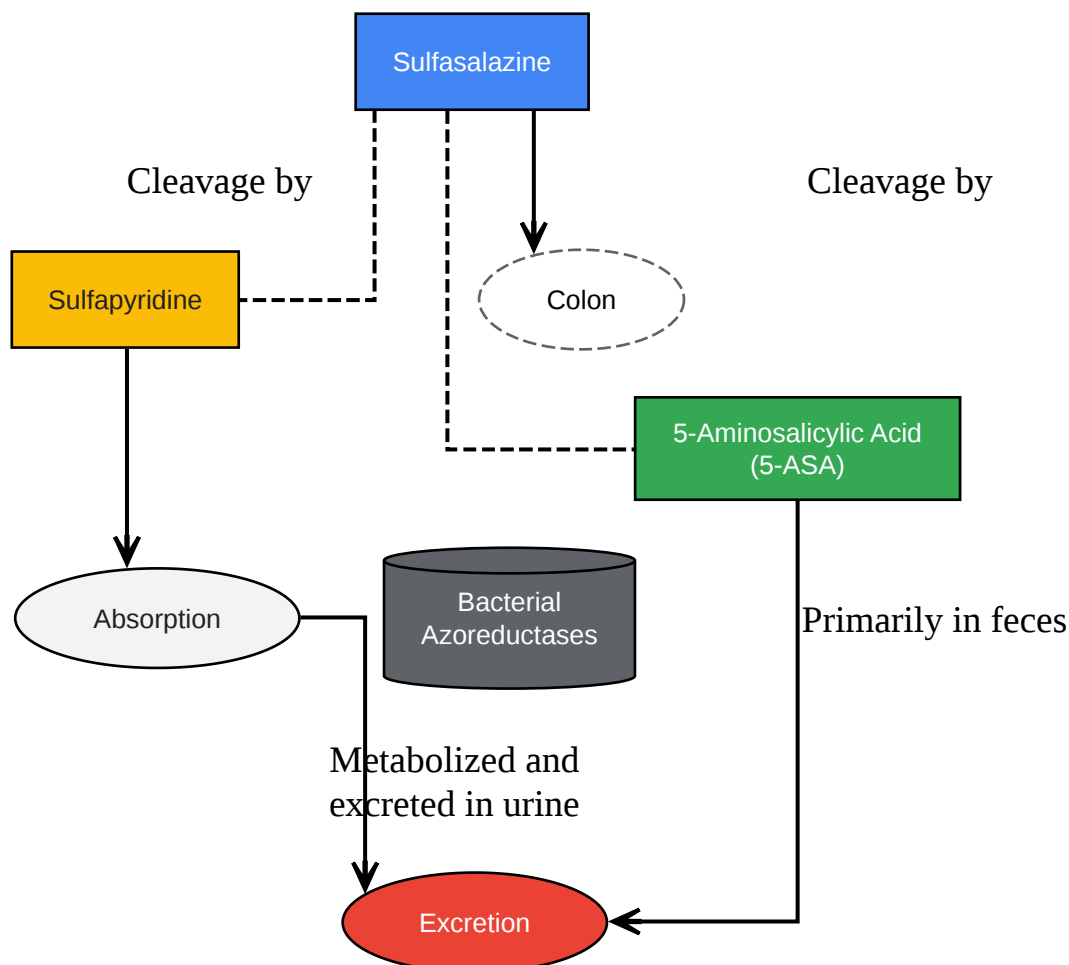 Sulfasalazine
Cleavage by
Cleavage by
Sulfapyridine
Colon
5-Aminosalicylic Acid
(5-ASA)
Bacterial
Azoreductases
Absorption
Primarily in feces
Metabolized and
excreted in urine
Excretion